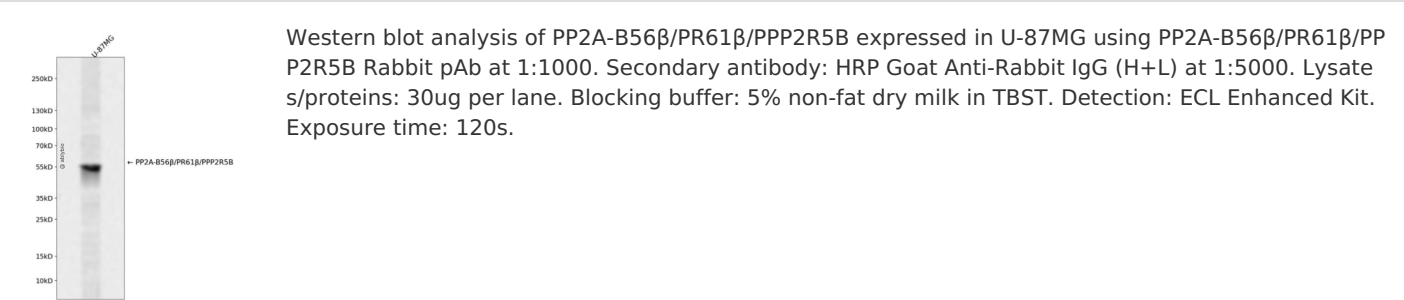 U-87MG
250kD
130kD
100kD
70kD
55kD
35kD
25kD
15kD
10kD
@ abybio
← PP2A-B56β/PR61β/PPP2R5B
Western blot analysis of PP2A-B56β/PR61β/PPP2R5B expressed in U-87MG using PP2A-B56β/PR61β/PP
P2R5B Rabbit pAb at 1:1000. Secondary antibody: HRP Goat Anti-Rabbit IgG (H+L) at 1:5000. Lysate
s/proteins: 30ug per lane. Blocking buffer: 5% non-fat dry milk in TBST. Detection: ECL Enhanced Kit.
Exposure time: 120s.